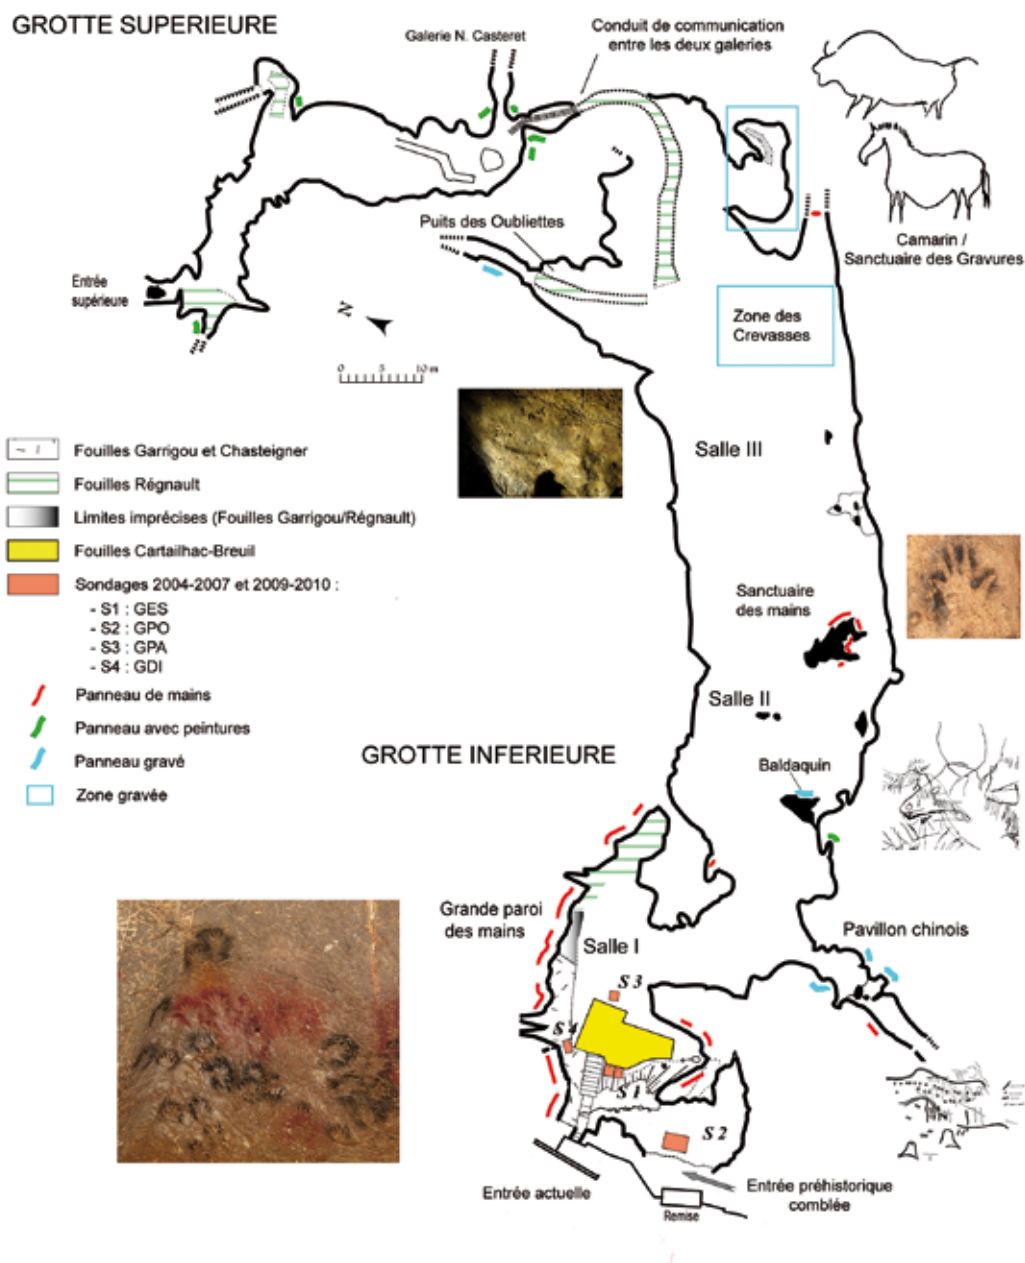 GROTTE SUPERIEURE
Galerie N. Casteret
Conduit de communication
entre les deux galeries
Puits des Oubliettes
Camarin /
Sanctuaire des Gravures
Entrée
supérieure
N
0 5 10 m
Zone des
Crevasses
Salle III
Fouilles Garrigou et Chasteigner
Fouilles Régnault
Limites imprécises (Fouilles Garrigou/Régnault)
Fouilles Cartailhac-Breuil
Sondages 2004-2007 et 2009-2010 :
- S1 : GES
- S2 : GPO
- S3 : GPA
- S4 : GDI
Panneau de mains
Panneau avec peintures
Panneau gravé
Zone gravée
Sanctuaire
des mains
Salle II
GROTTE INFERIEURE
Baldaquin
Grande paroi
des mains
Salle I
Pavillon chinois
S 3
S 4
S 1
S 2
Entrée actuelle
Entrée préhistorique
comblée
Remise